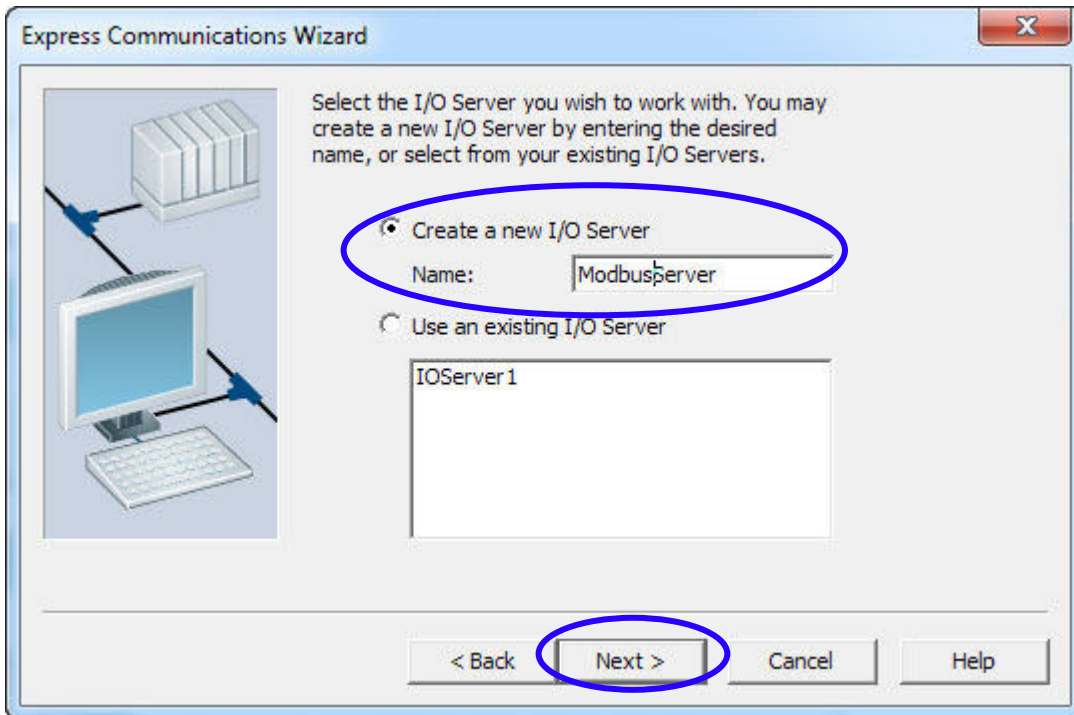 Express Communications Wizard
Select the I/O Server you wish to work with. You may
create a new I/O Server by entering the desired
name, or select from your existing I/O Servers.
Create a new I/O Server
Name: ModbusServer
Use an existing I/O Server
IOServer1
< Back Next > Cancel Help